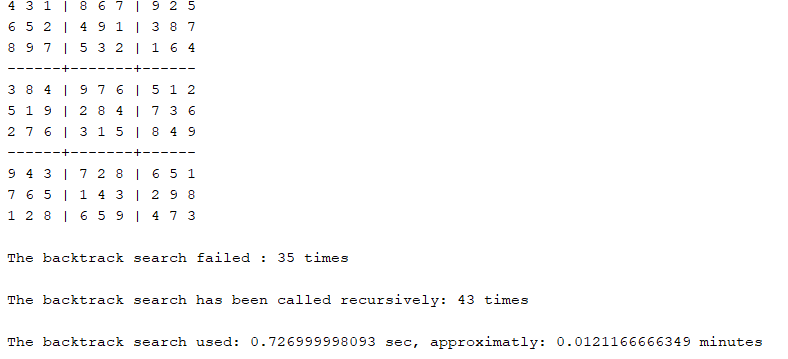 4 3 1 | 8 6 7 | 9 2 5
6 5 2 | 4 9 1 | 3 8 7
8 9 7 | 5 3 2 | 1 6 4
------+-------+------
3 8 4 | 9 7 6 | 5 1 2
5 1 9 | 2 8 4 | 7 3 6
2 7 6 | 3 1 5 | 8 4 9
------+-------+------
9 4 3 | 7 2 8 | 6 5 1
7 6 5 | 1 4 3 | 2 9 8
1 2 8 | 6 5 9 | 4 7 3
The backtrack search failed : 35 times
The backtrack search has been called recursively: 43 times
The backtrack search used: 0.726999998093 sec, approximatly: 0.0121166666349 minutes